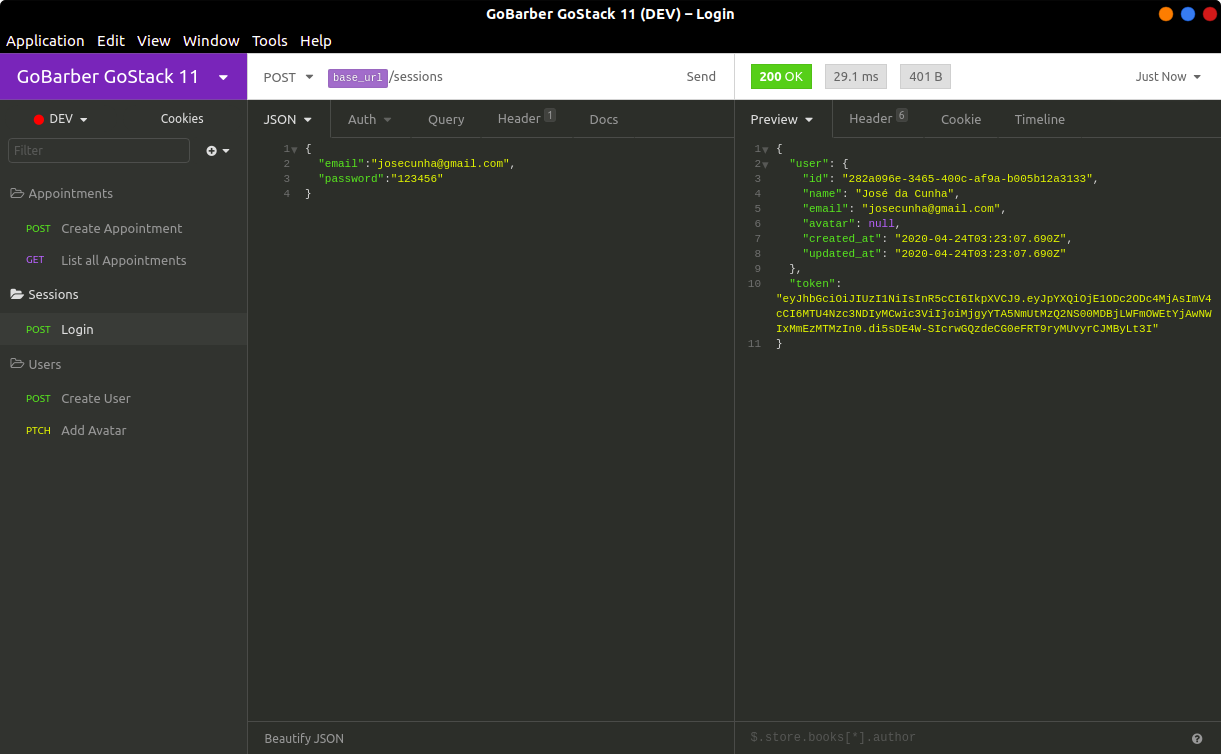 GoBarber GoStack 11 (DEV) – Login
Application Edit View Window Tools Help
GoBarber GoStack 11
POST base_url/sessions Send
200 OK 29.1 ms 401 B Just Now
DEV Cookies
Filter
Appointments
POST Create Appointment
GET List all Appointments
Sessions
POST Login
Users
POST Create User
PTCH Add Avatar
JSON Auth Query Header 1 Docs
1 {
2 "email":"josecunha@gmail.com",
3 "password":"123456"
4 }
Beautify JSON
Preview Header 6 Cookie Timeline
1 {
2 "user": {
3 "id": "282a096e-3465-400c-af9a-b005b12a3133",
4 "name": "José da Cunha",
5 "email": "josecunha@gmail.com",
6 "avatar": null,
7 "created_at": "2020-04-24T03:23:07.690Z",
8 "updated_at": "2020-04-24T03:23:07.690Z"
9 },
10 "token":
"eyJhbGciOiJIUzI1NiIsInR5cCI6IkpXVCJ9.eyJpYXQiOjE1ODc2ODc4MjAsImV4
cCI6MTU4Nzc3NDIyMCwic3ViIjoiMjgyYTA5NmUtMzQ2NS00MDBjLWFmOWEtYjAwNW
IxMmEzMTMzIn0.di5sDE4W-SIcrwGQzdeCG0eFRT9ryMUvyrCJMByLt3I"
11 }
$.store.books[*].author